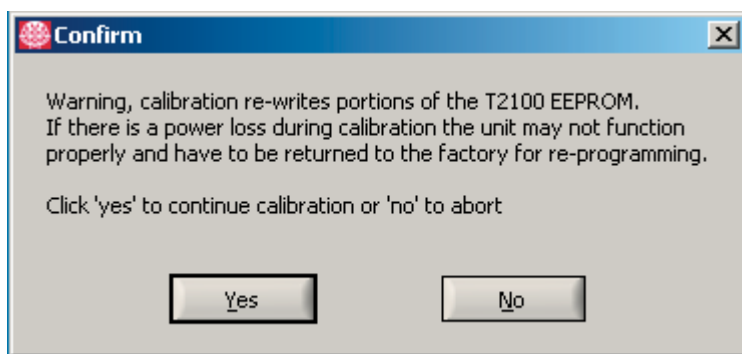 Confirm
Warning, calibration re-writes portions of the T2100 EEPROM.
If there is a power loss during calibration the unit may not function
properly and have to be returned to the factory for re-programming.
Click 'yes' to continue calibration or 'no' to abort
Yes
No